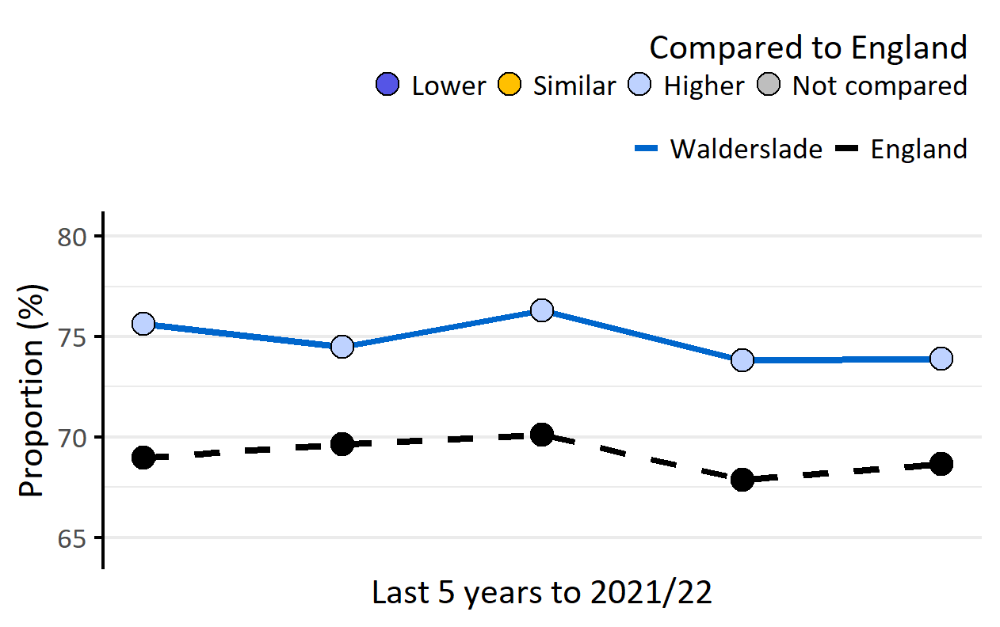 Compared to England
Lower Similar Higher Not compared
Walderslade England
80
75
70
65
Proportion (%)
Last 5 years to 2021/22